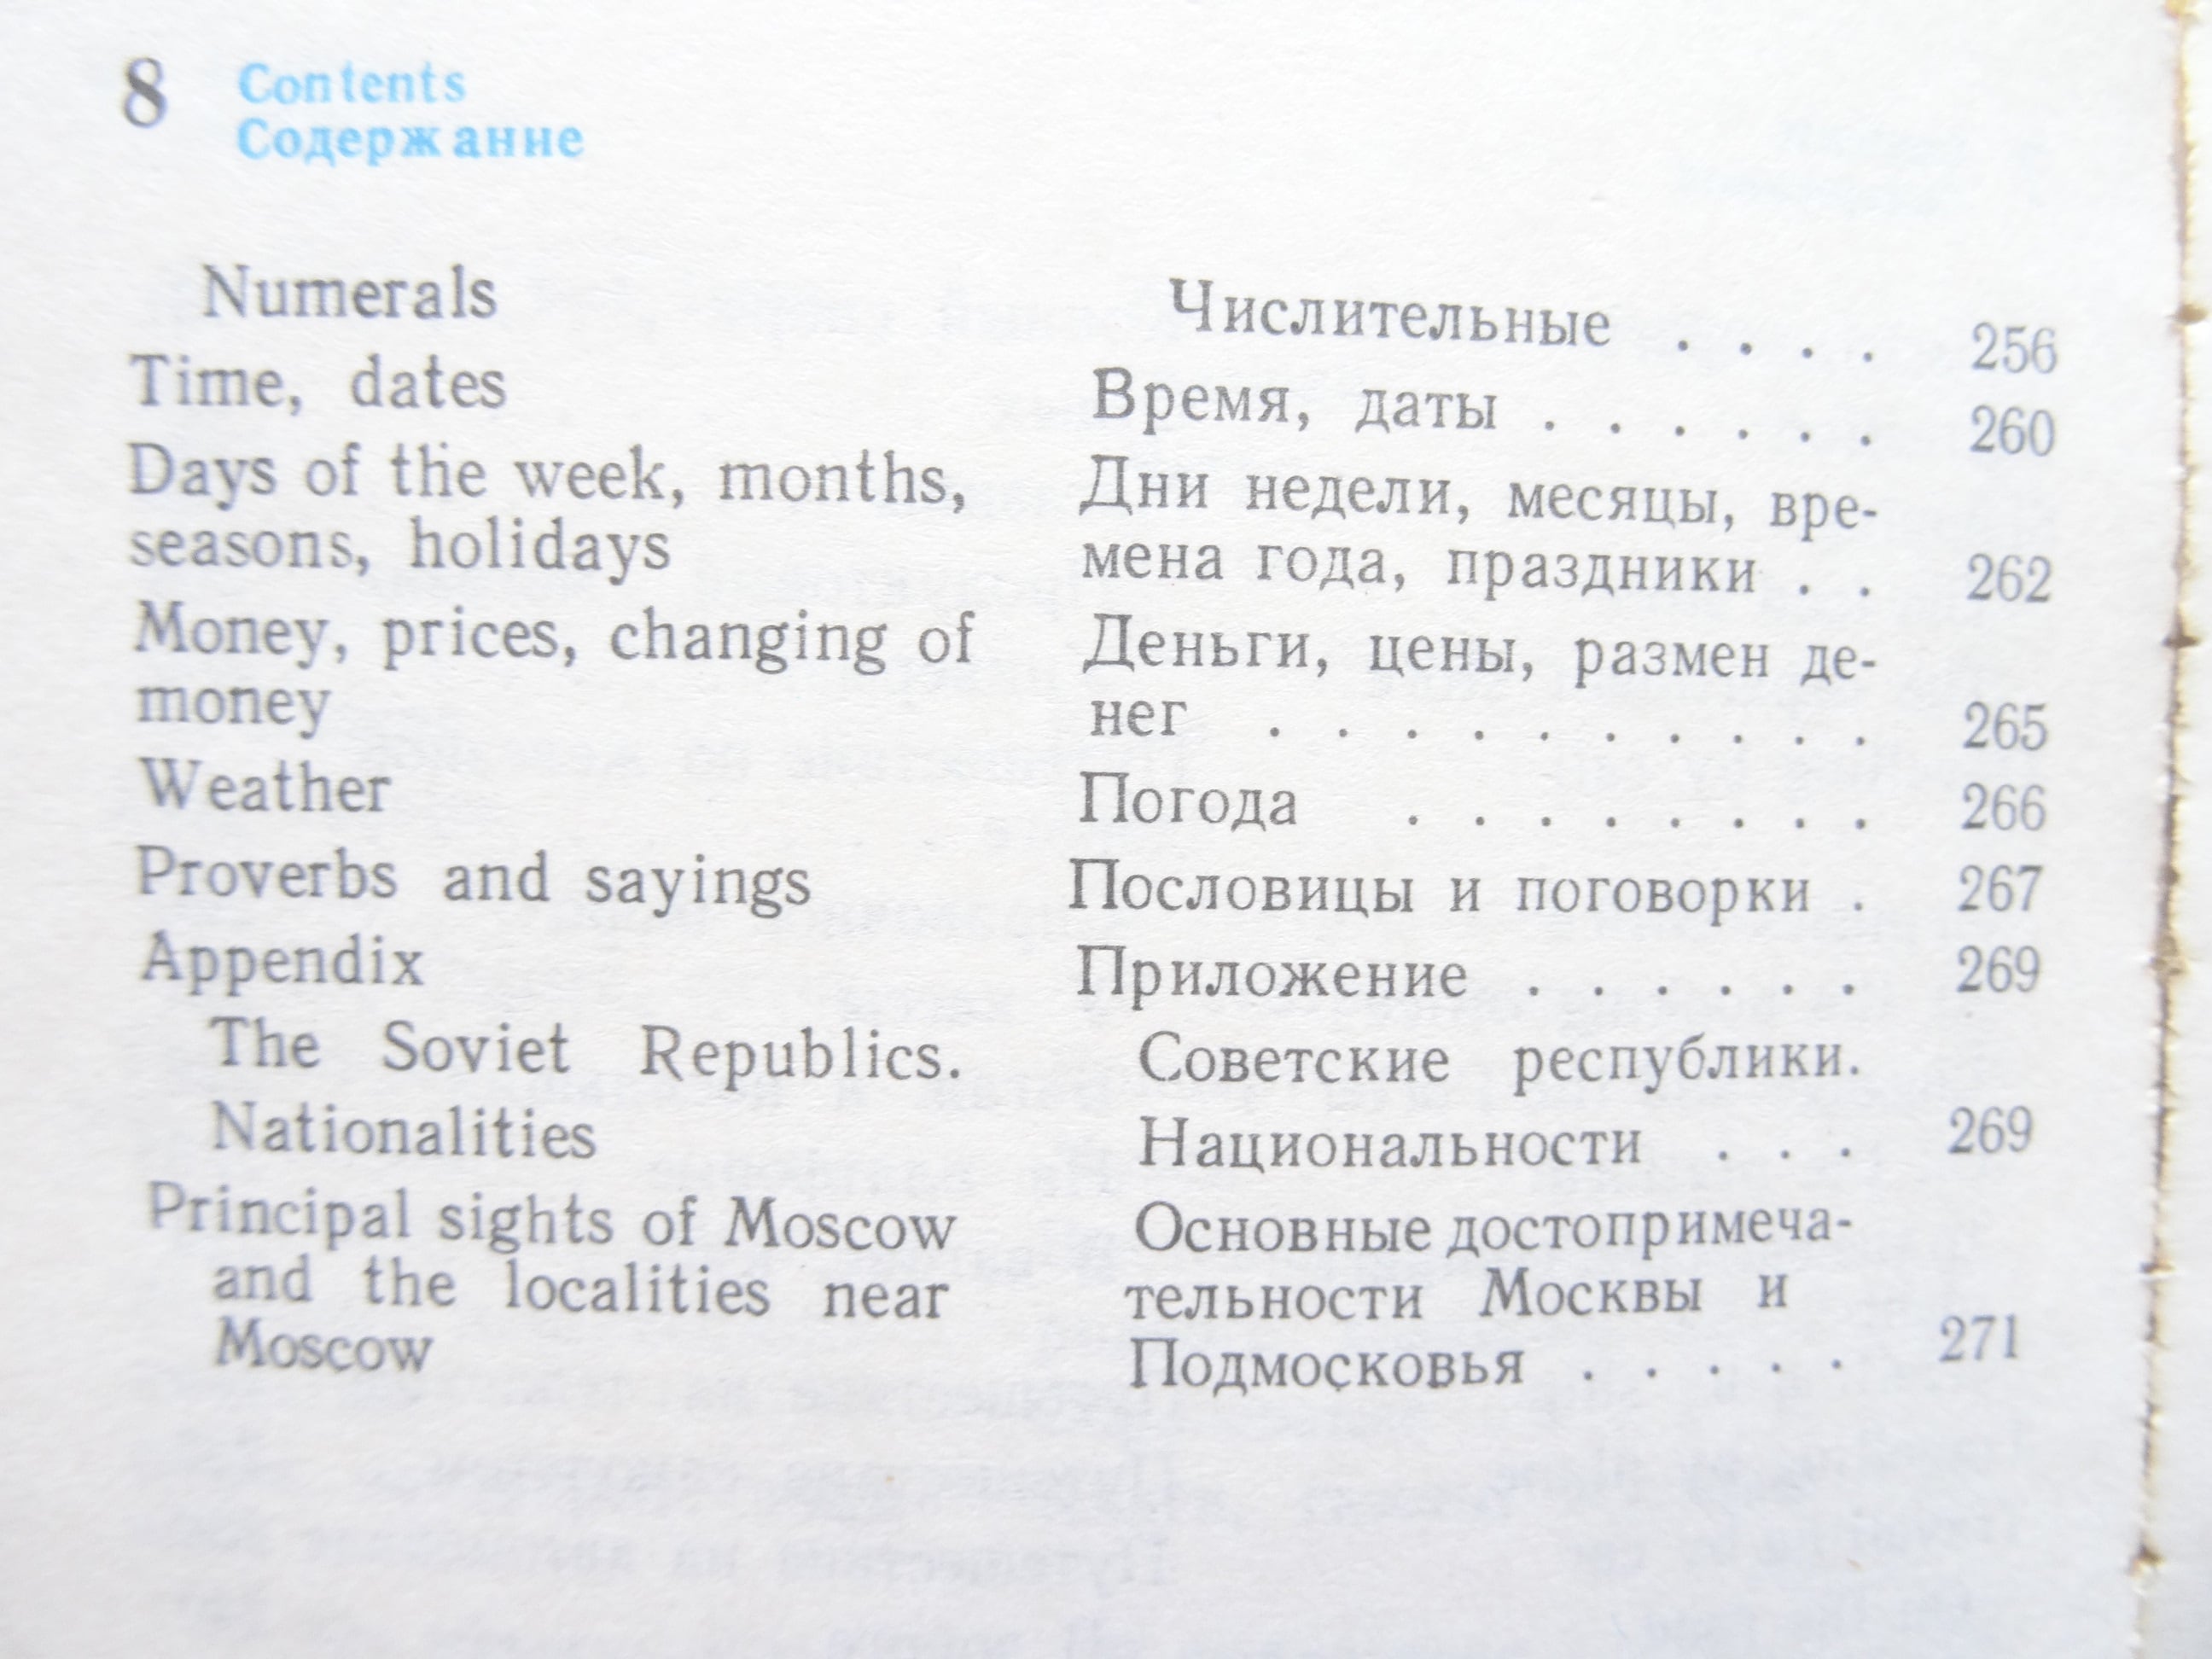 8 Contents
Содержание
Numerals Числительные . . . . 256
Time, dates Время, даты . . . . . . 260
Days of the week, months, Дни недели, месяцы, вре-
seasons, holidays мена года, праздники . . 262
Money, prices, changing of Деньги, цены, размен де-
money нег . . . . . . . . . . 265
Weather Погода . . . . . . . . 266
Proverbs and sayings Пословицы и поговорки . 267
Appendix Приложение . . . . . . 269
The Soviet Republics. Советские республики.
Nationalities Национальности . . . 269
Principal sights of Moscow Основные достопримеча-
and the localities near тельности Москвы и
Moscow Подмосковья . . . . . 271